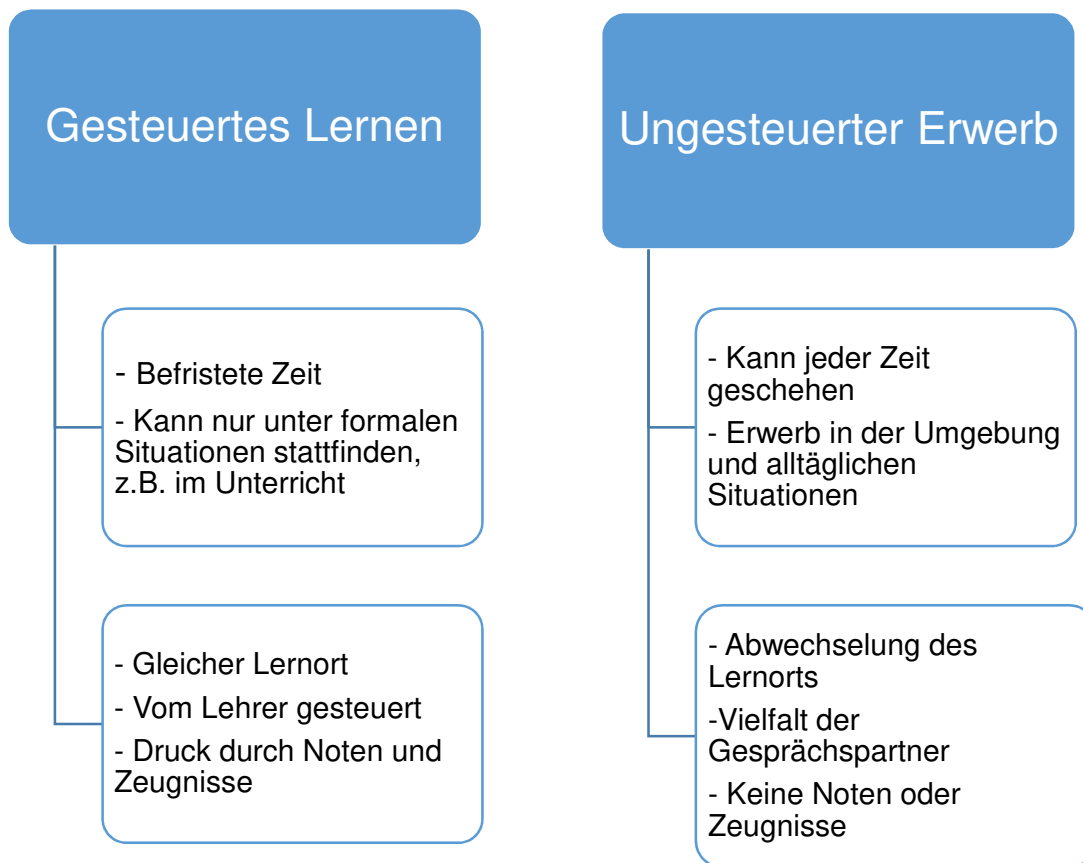 Gesteuertes Lernen
- Befristete Zeit
- Kann nur unter formalen
Situationen stattfinden,
z.B. im Unterricht
- Gleicher Lernort
- Vom Lehrer gesteuert
- Druck durch Noten und
Zeugnisse
Ungesteuerter Erwerb
- Kann jeder Zeit
geschehen
- Erwerb in der Umgebung
und alltäglichen
Situationen
- Abwechselung des
Lernorts
-Vielfalt der
Gesprächspartner
- Keine Noten oder
Zeugnisse